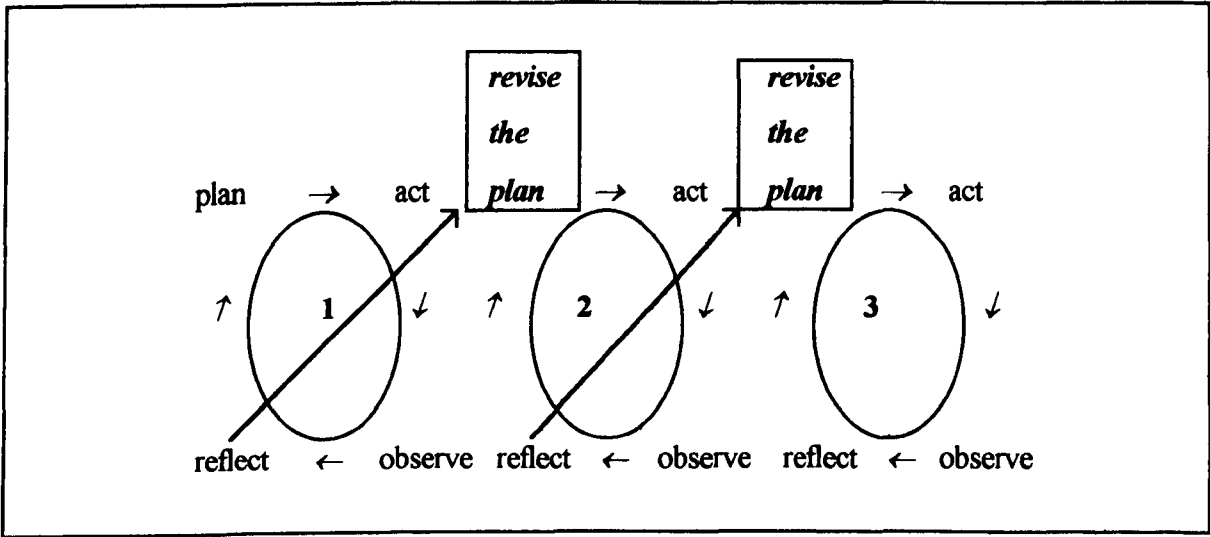 revise revise
the the
plan → act plan → act plan → act
↑ 1 ↓ ↑ 2 ↓ ↑ 3 ↓
reflect ← observe reflect ← observe reflect ← observe